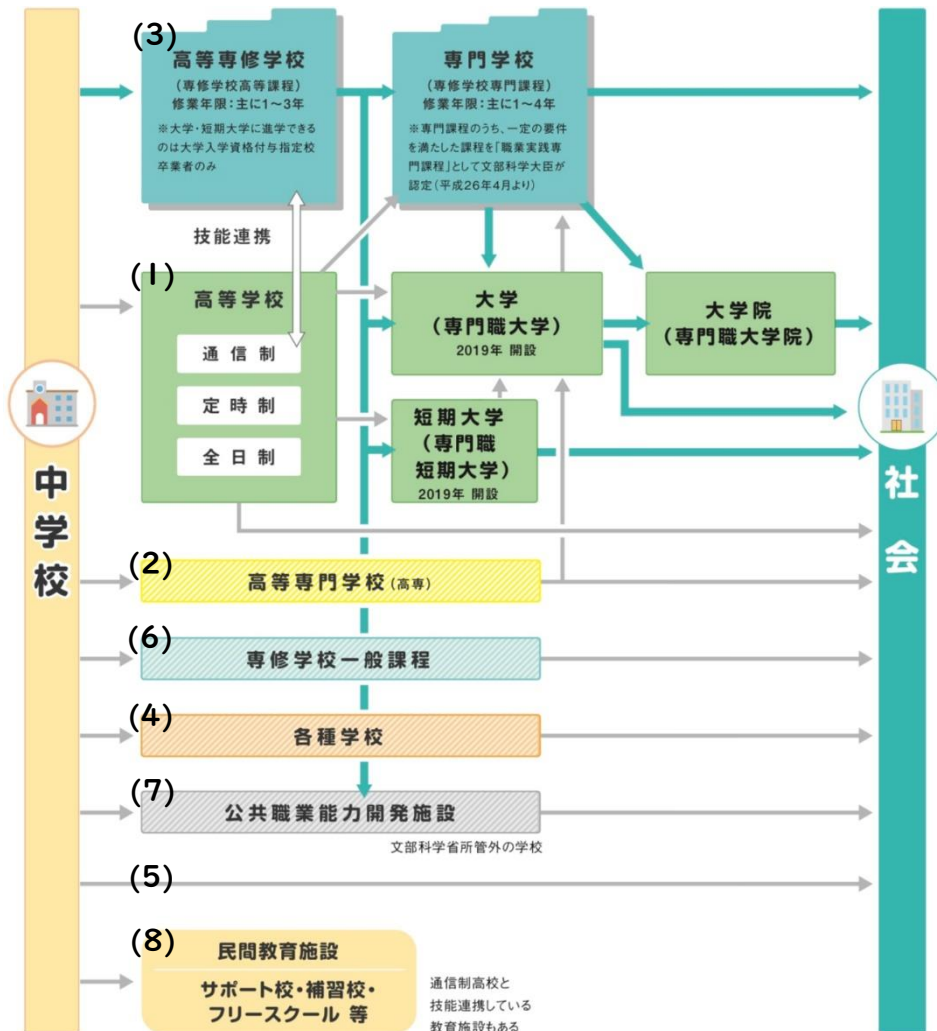 中学校
(3)
高等専修学校
(専修学校高等課程)
修業年限：主に1〜3年
※大学・短期大学に進学できる
のは大学入学資格付与指定校
卒業者のみ
専門学校
(専修学校専門課程)
修業年限：主に1〜4年
※専門課程のうち、一定の要件
を満たした課程を「職業実践専
門課程」として文部科学大臣が
認定（平成26年4月より）
技能連携
(1)
高等学校
通信制
定時制
全日制
大学
（専門職大学）
2019年 開設
大学院
（専門職大学院）
短期大学
（専門職
短期大学）
2019年 開設
(2)
高等専門学校（高専）
(6)
専修学校一般課程
(4)
各種学校
(7)
公共職業能力開発施設
文部科学省所管外の学校
(5)
(8)
民間教育施設
サポート校・補習校・
フリースクール 等
通信制高校と
技能連携している
教育施設もある
社会